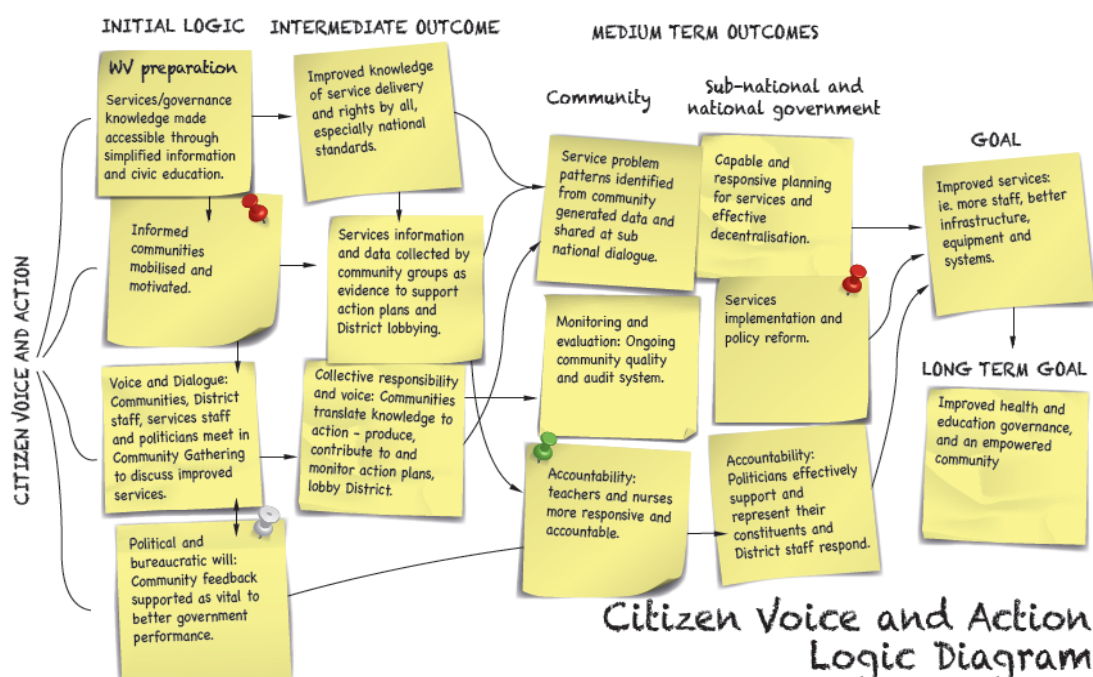 INITIAL LOGIC
INTERMEDIATE OUTCOME
MEDIUM TERM OUTCOMES
Community
Sub-national and
national government
GOAL
CITIZEN VOICE AND ACTION
WV preparation
Services/governance
knowledge made
accessible through
simplified information
and civic education.
Informed
communities
mobilised and
motivated.
Voice and Dialogue:
Communities, District
staff, services staff
and politicians meet in
Community Gathering
to discuss improved
services.
Political and
bureaucratic will:
Community feedback
supported as vital to
better government
performance.
Improved knowledge
of service delivery
and rights by all,
especially national
standards.
Services information
and data collected by
community groups as
evidence to support
action plans and
District lobbying.
Collective responsibility
and voice: Communities
translate knowledge to
action - produce,
contribute to and
monitor action plans,
lobby District.
Service problem
patterns identified
from community
generated data and
shared at sub
national dialogue.
Monitoring and
evaluation: Ongoing
community quality
and audit system.
Accountability:
teachers and nurses
more responsive and
accountable.
Capable and
responsive planning
for services and
effective
decentralisation.
Services
implementation and
policy reform.
Accountability:
Politicians effectively
support and
represent their
constituents and
District staff respond.
Improved services:
ie. more staff, better
infrastructure,
equipment and
systems.
LONG TERM GOAL
Improved health and
education governance,
and an empowered
community
Citizen Voice and Action
Logic Diagram